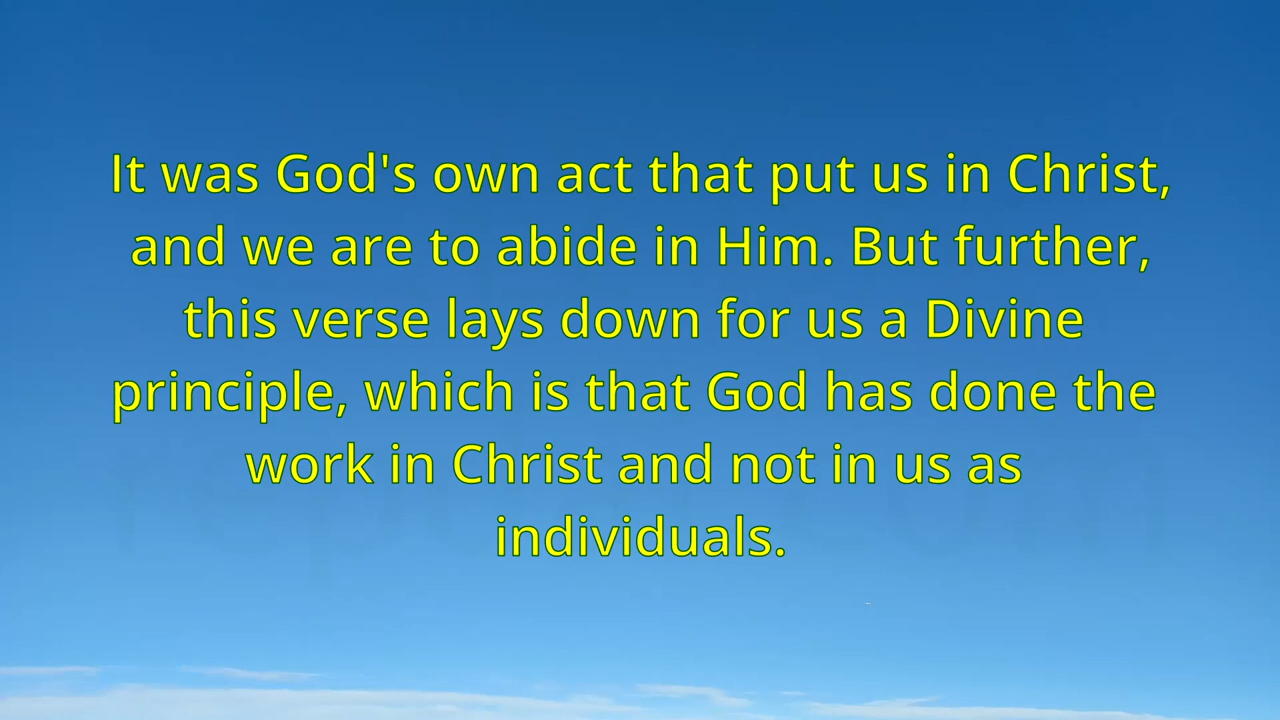 It was God's own act that put us in Christ,
and we are to abide in Him. But further,
this verse lays down for us a Divine
principle, which is that God has done the
work in Christ and not in us as
individuals.